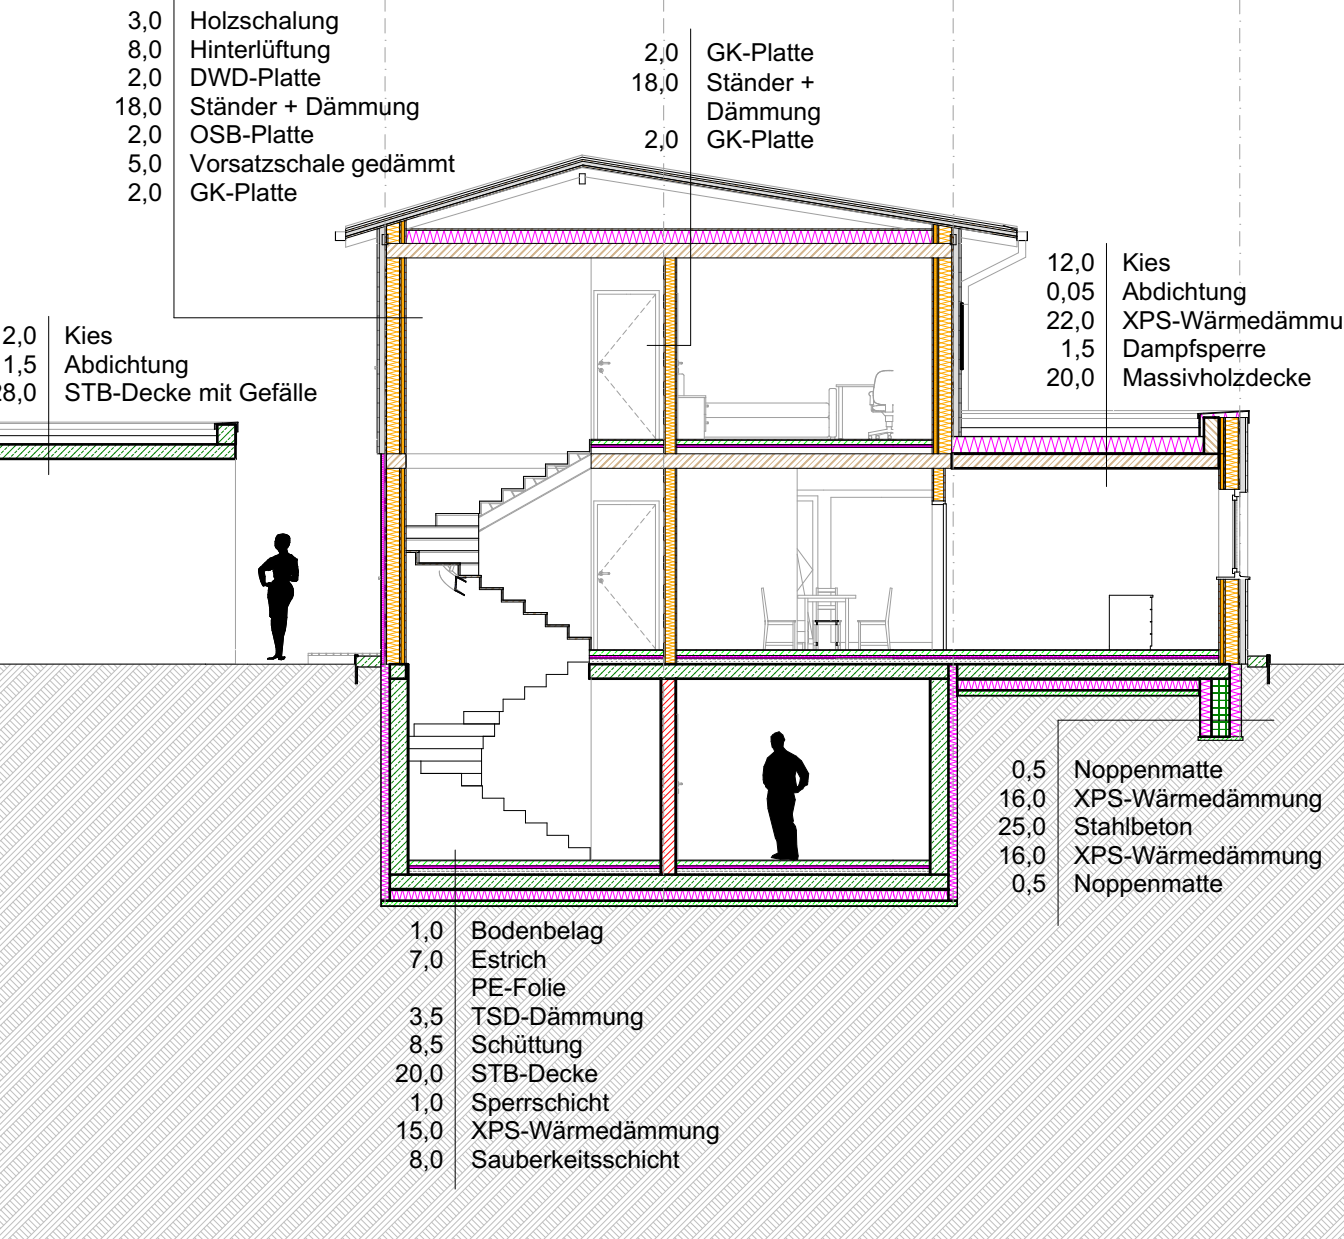 3,0 Holzschalung
8,0 Hinterlüftung
2,0 DWD-Platte
18,0 Ständer + Dämmung
2,0 OSB-Platte
5,0 Vorsatzschale gedämmt
2,0 GK-Platte
2,0 GK-Platte
18,0 Ständer +
Dämmung
2,0 GK-Platte
2,0 Kies
1,5 Abdichtung
28,0 STB-Decke mit Gefälle
12,0 Kies
0,05 Abdichtung
22,0 XPS-Wärmedämmu
1,5 Dampfsperre
20,0 Massivholzdecke
0,5 Noppenmatte
16,0 XPS-Wärmedämmung
25,0 Stahlbeton
16,0 XPS-Wärmedämmung
0,5 Noppenmatte
1,0 Bodenbelag
7,0 Estrich
PE-Folie
3,5 TSD-Dämmung
8,5 Schüttung
20,0 STB-Decke
1,0 Sperrschicht
15,0 XPS-Wärmedämmung
8,0 Sauberkeitsschicht